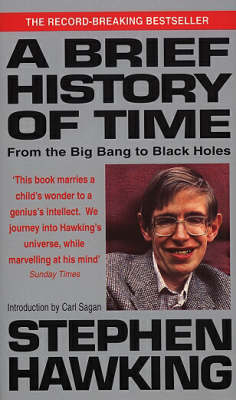 THE RECORD-BREAKING BESTSELLER
A BRIEF
HISTORY
OF TIME
From the Big Bang to Black Holes
'This book marries a
child's wonder to a
genius's intellect. We
journey into Hawking's
universe, while
marvelling at his mind'
Sunday Times
Introduction by Carl Sagan
STEPHEN
HAWKING